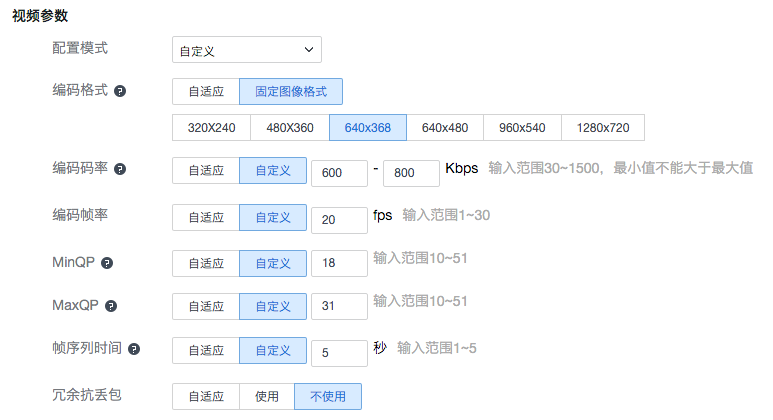 视频参数
配置模式 自定义
编码格式 ? 自适应 固定图像格式
320X240 480X360 640x368 640x480 960x540 1280x720
编码码率 ? 自适应 自定义 600 - 800 Kbps 输入范围30~1500，最小值不能大于最大值
编码帧率 自适应 自定义 20 fps 输入范围1~30
MinQP ? 自适应 自定义 18 输入范围10~51
MaxQP ? 自适应 自定义 31 输入范围10~51
帧序列时间 ? 自适应 自定义 5 秒 输入范围1~5
冗余抗丢包 自适应 使用 不使用